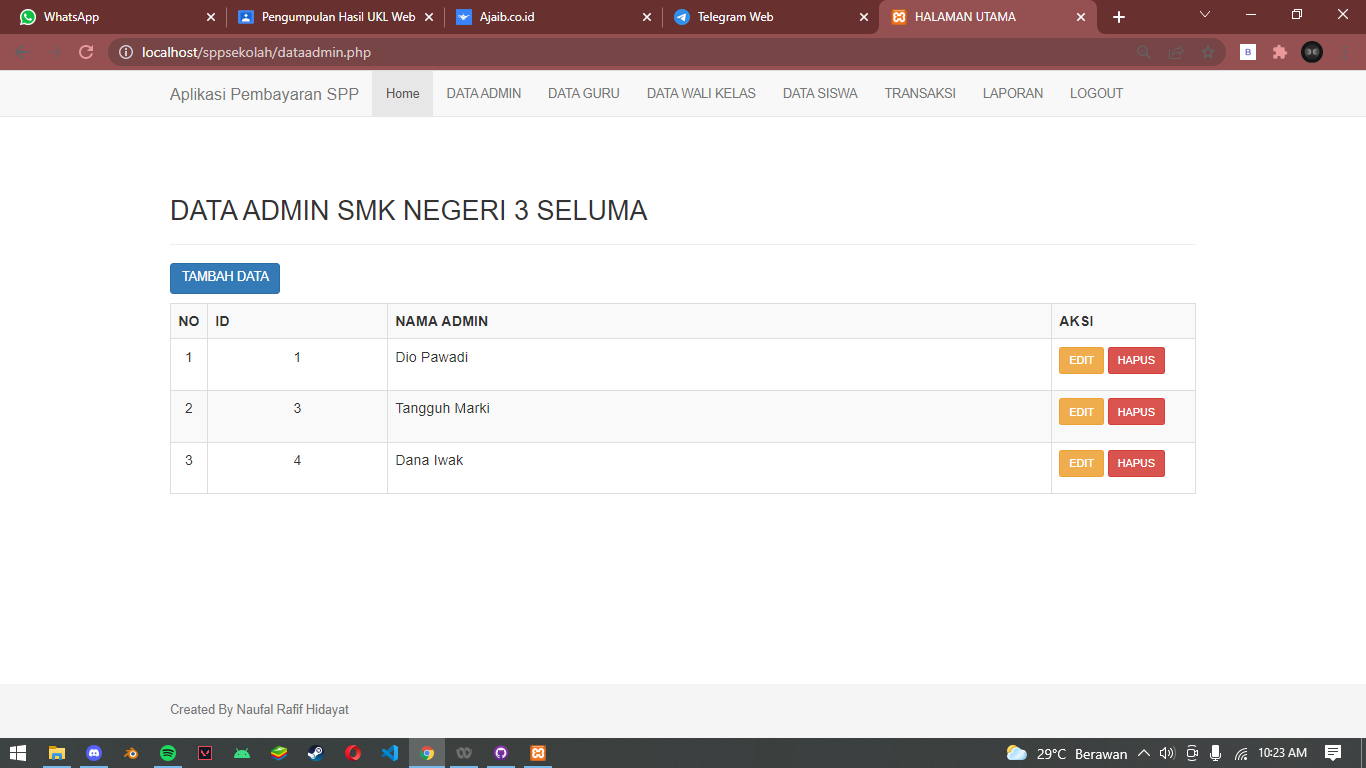 WhatsApp
Pengumpulan Hasil UKL Web
Ajaib.co.id
Telegram Web
HALAMAN UTAMA
localhost/sppsekolah/dataadmin.php
B
Aplikasi Pembayaran SPP Home DATA ADMIN DATA GURU DATA WALI KELAS DATA SISWA TRANSAKSI LAPORAN LOGOUT
DATA ADMIN SMK NEGERI 3 SELUMA
TAMBAH DATA
NO ID NAMA ADMIN AKSI
1 1 Dio Pawadi EDIT HAPUS
2 3 Tangguh Marki EDIT HAPUS
3 4 Dana Iwak EDIT HAPUS
Created By Naufal Rafif Hidayat
29°C Berawan 10:23 AM